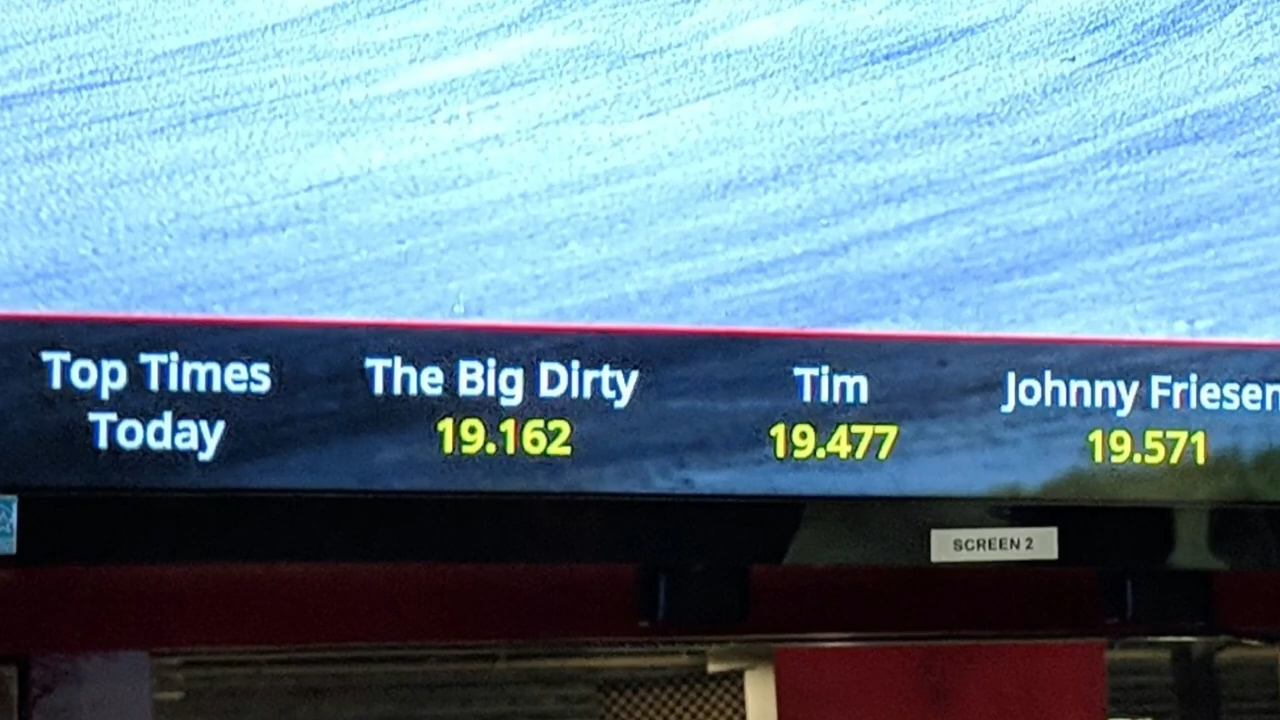 Top Times
Today
The Big Dirty
19.162
Tim
19.477
Johnny Friesen
19.571
SCREEN 2